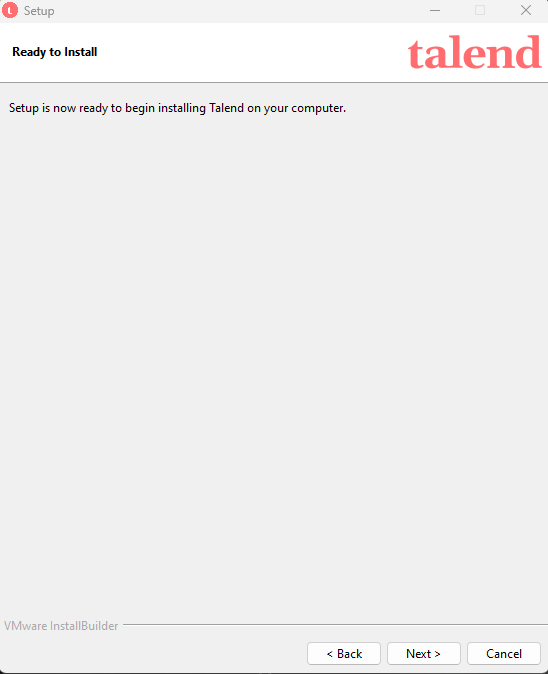 Setup
Ready to Install
talend
Setup is now ready to begin installing Talend on your computer.
VMware InstallBuilder
< Back
Next >
Cancel